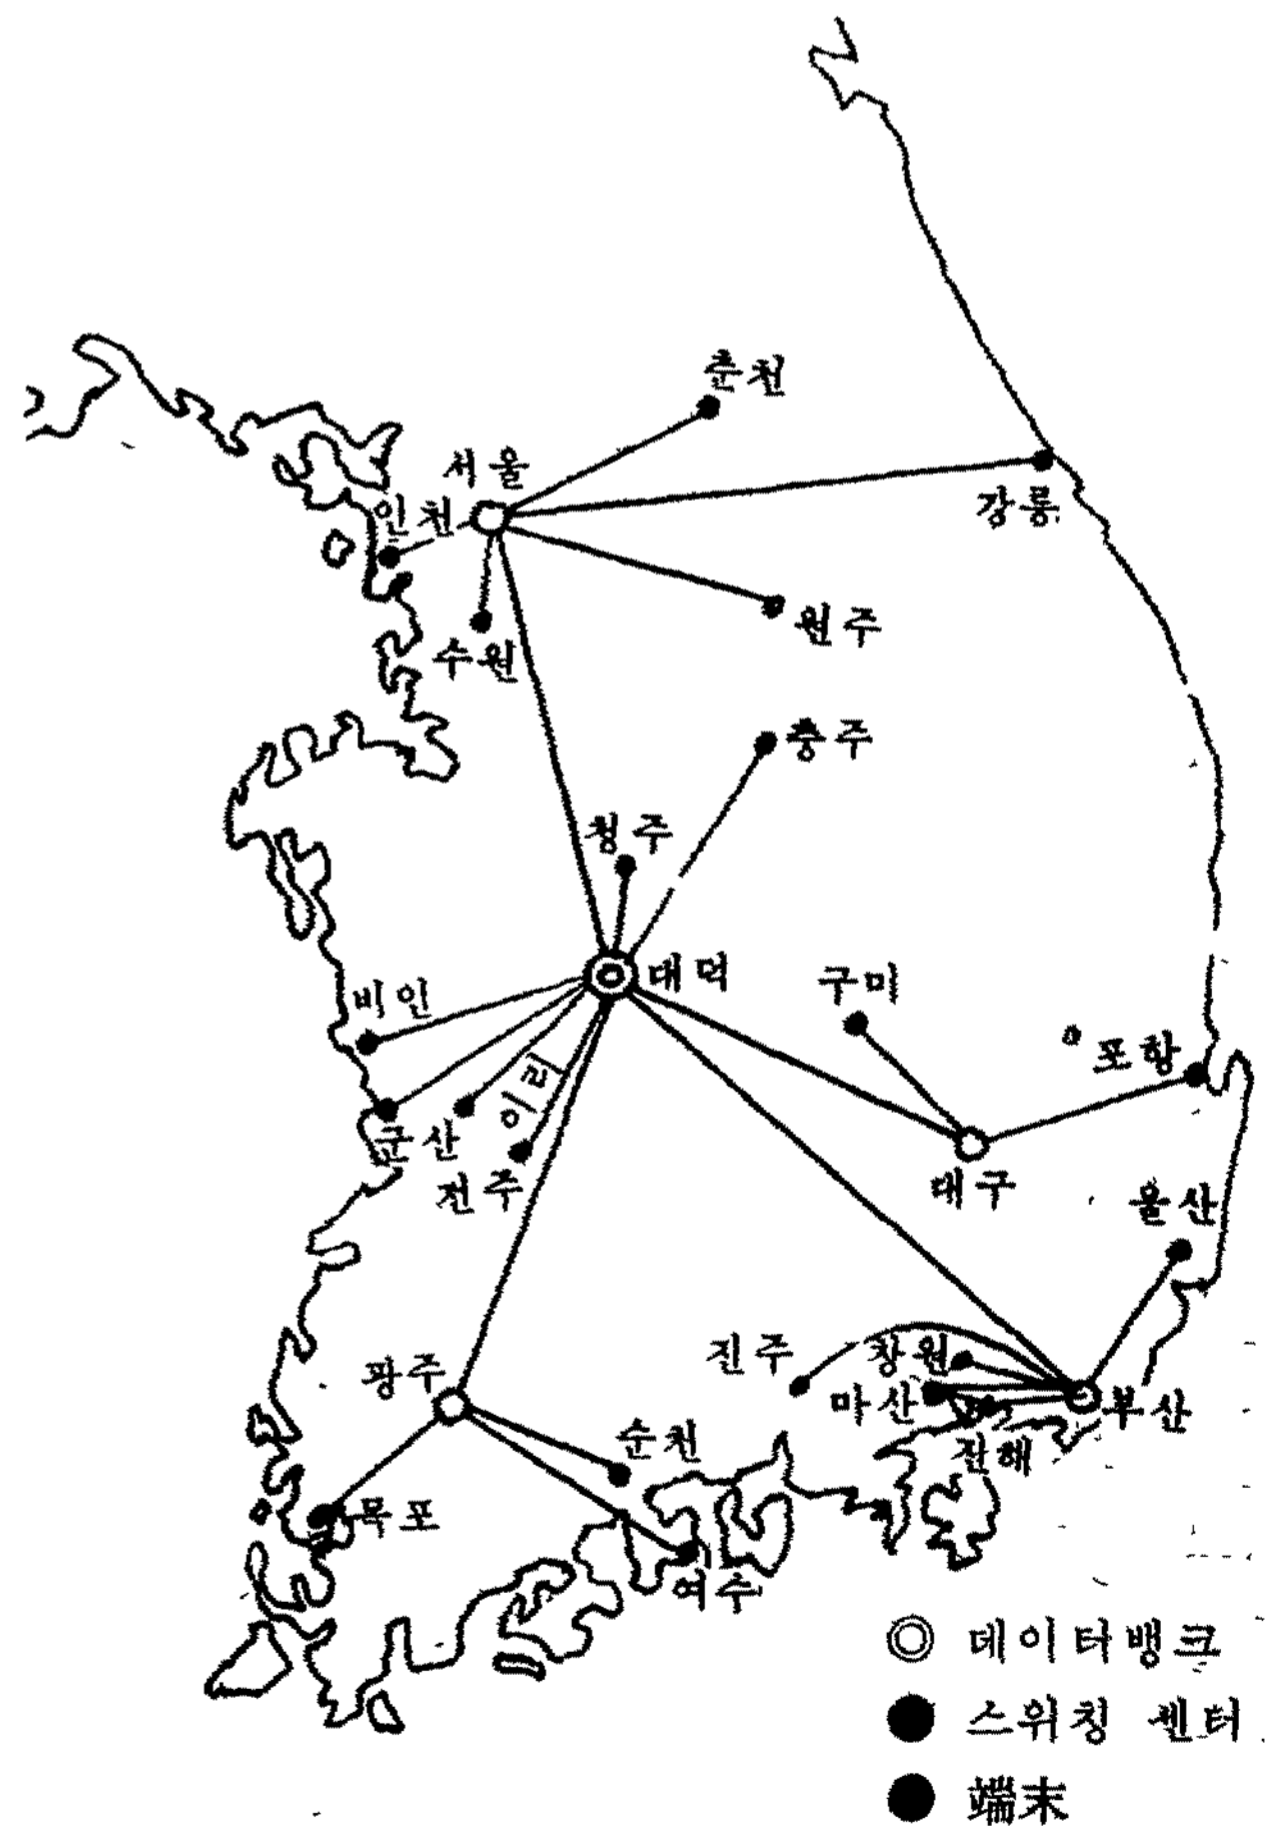 춘천
서울
강릉
인천
원주
수원
충주
청주
대덕
구미
비인
포항
이리
군산
전주
대구
울산
진주
창원
광주
마산
부산
순천
진해
목포
여수
데이터뱅크
스위칭 센터
端末